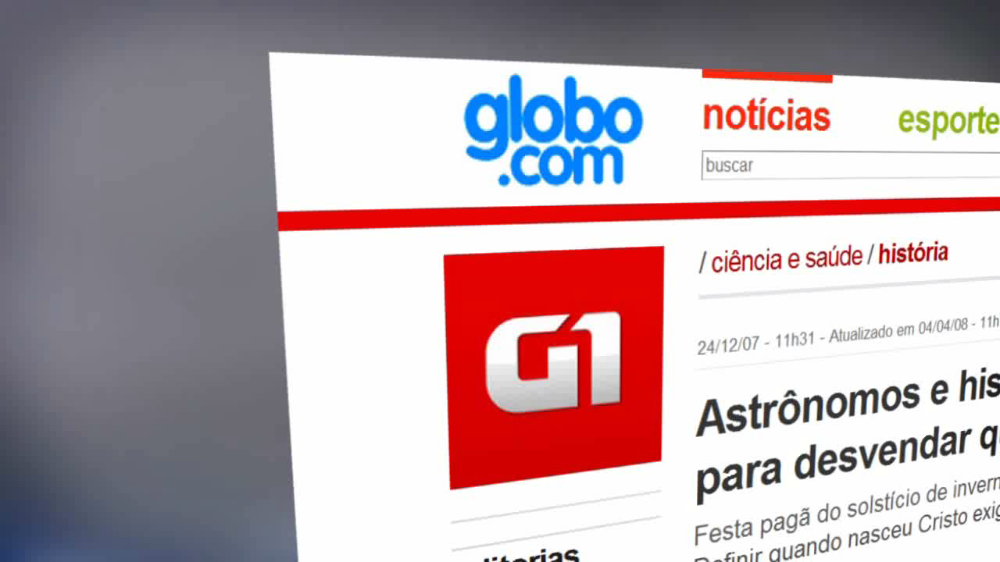 globo
.com
notícias
esporte
buscar
/ ciência e saúde / história
G1
24/12/07 - 11h31 - Atualizado em 04/04/08 - 11h
Astrônomos e his
para desvendar q
Festa pagã do solstício de invern
Definir quando nasceu Cristo exig